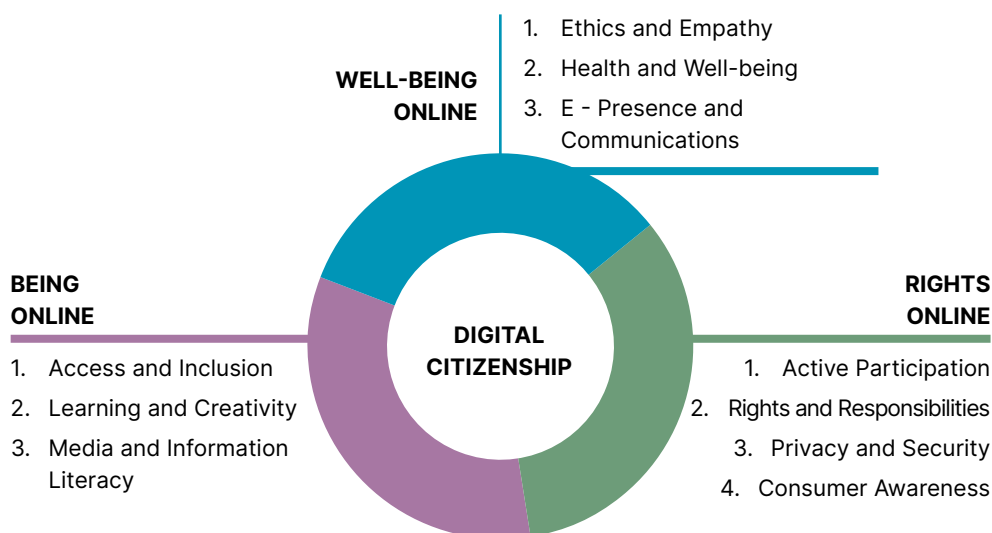 WELL-BEING
ONLINE
1. Ethics and Empathy
2. Health and Well-being
3. E - Presence and
Communications
BEING
ONLINE
1. Access and Inclusion
2. Learning and Creativity
3. Media and Information
Literacy
DIGITAL
CITIZENSHIP
RIGHTS
ONLINE
1. Active Participation
2. Rights and Responsibilities
3. Privacy and Security
4. Consumer Awareness